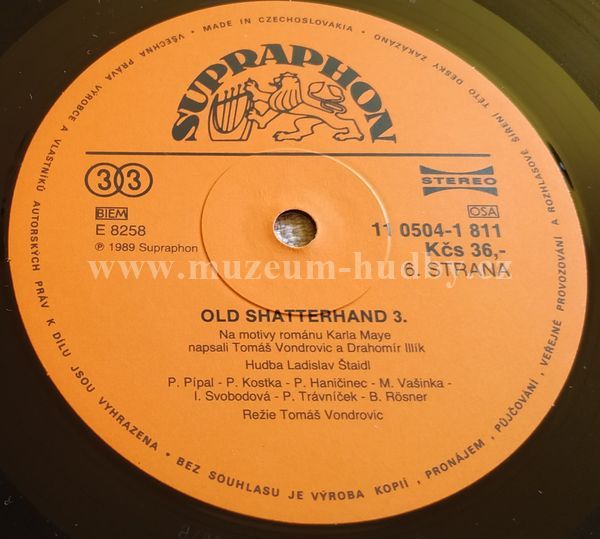 VŠECHNA PRÁVA VÝROBCE A VLASTNÍKŮ AUTORSKÝCH PRÁV K DÍLU JSOU VYHRAZENA • BEZ SOUHLASU JE VÝROBA KOPIÍ, PRONÁJEM, PŮJČOVÁNÍ, VEŘEJNÉ PROVOZOVÁNÍ A ROZHLASOVÉ ŠÍŘENÍ TÉTO DESKY ZAKÁZÁNO • MADE IN CZECHOSLOVAKIA •
SUPRAPHON
33
STEREO
BIEM
OSA
E 8258
11 0504-1 811
℗ 1989 Supraphon
Kčs 36,-
6. STRANA
www.muzeum-hudby.cz
OLD SHATTERHAND 3.
Na motivy románu Karla Maye
napsali Tomáš Vondrovic a Drahomír Illík
Hudba Ladislav Štaidl
P. Pípal - P. Kostka - P. Haničinec - M. Vašinka -
I. Svobodová - P. Trávníček - B. Rösner
Režie Tomáš Vondrovic